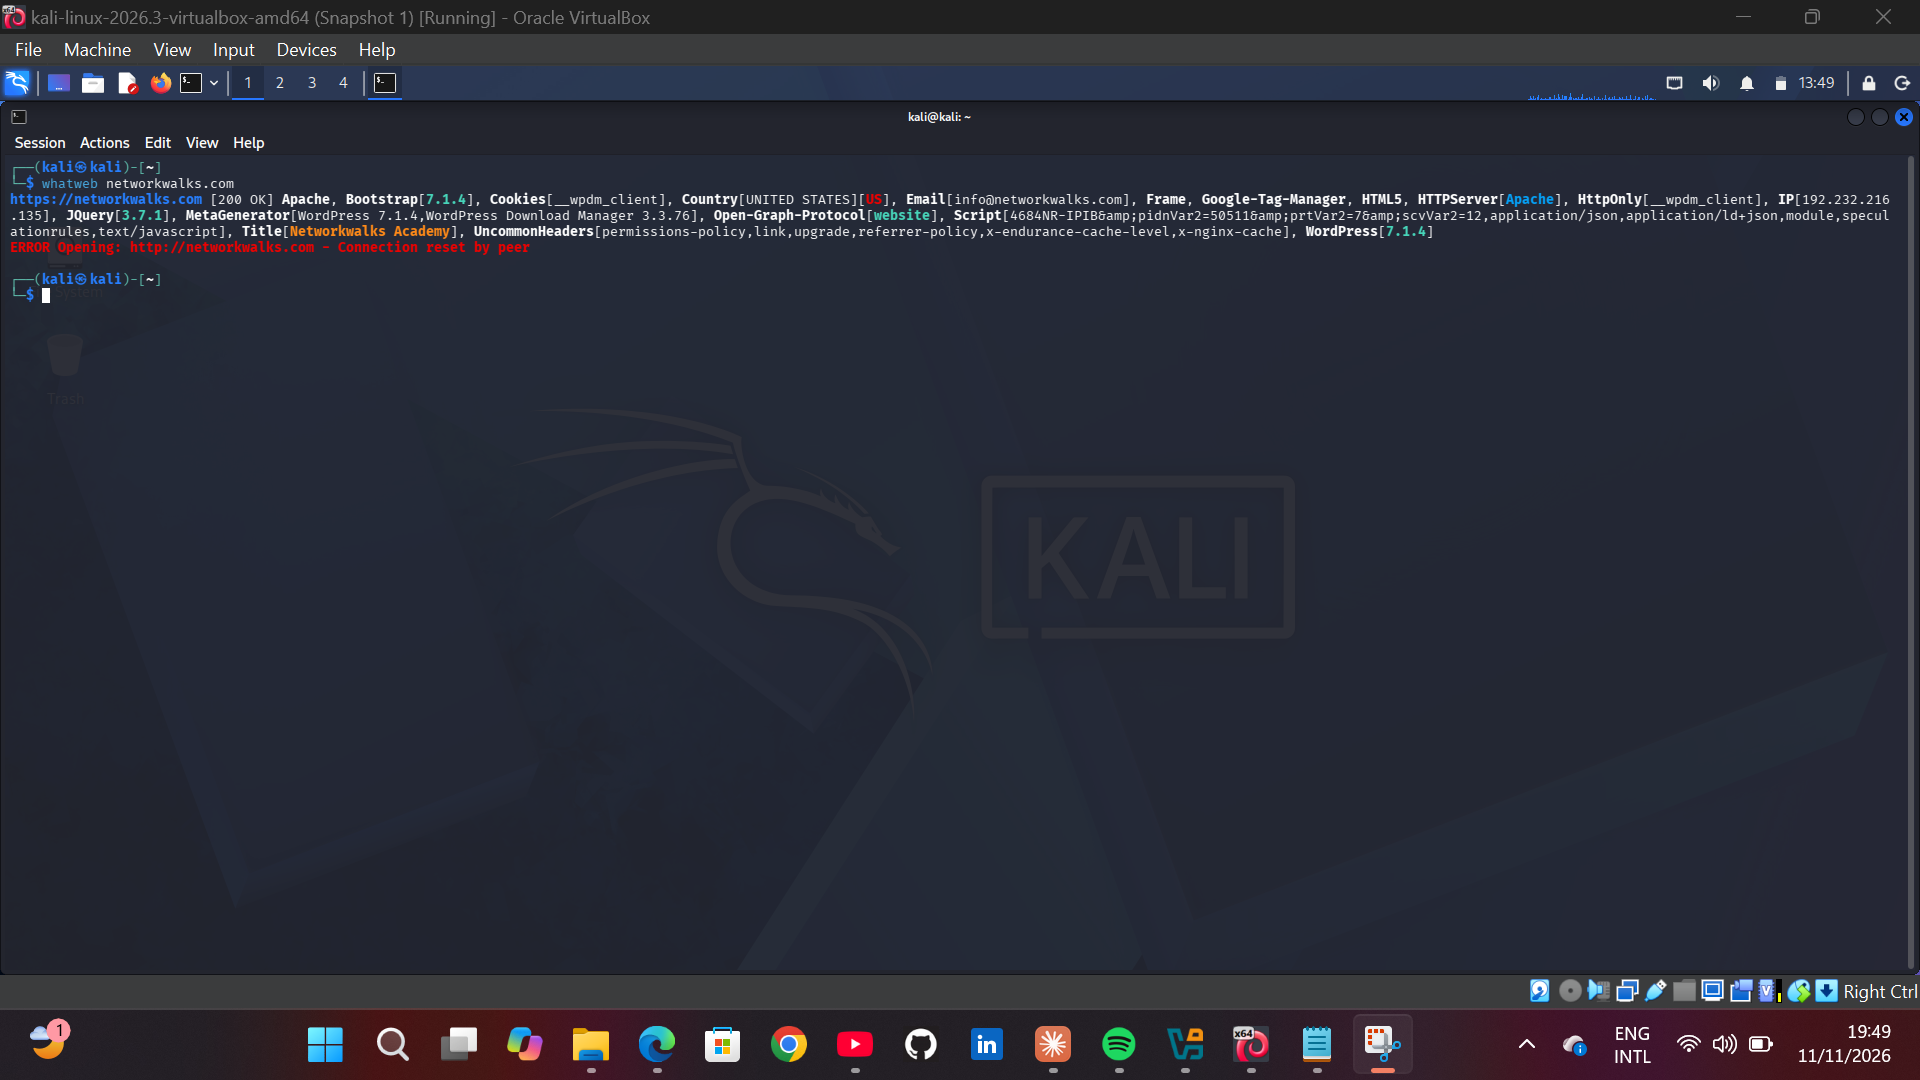 kali-linux-2026.3-virtualbox-amd64 (Snapshot 1) [Running] - Oracle VirtualBox
File Machine View Input Devices Help
1 2 3 4 13:49
kali@kali: ~
Session Actions Edit View Help
┌──(kali㉿kali)-[~]
└─$ whatweb networkwalks.com
https://networkwalks.com [200 OK] Apache, Bootstrap[7.1.4], Cookies[__wpdm_client], Country[UNITED STATES][US], Email[info@networkwalks.com], Frame, Google-Tag-Manager, HTML5, HTTPServer[Apache], HttpOnly[__wpdm_client], IP[192.232.216
.135], JQuery[3.7.1], MetaGenerator[WordPress 7.1.4,WordPress Download Manager 3.3.76], Open-Graph-Protocol[website], Script[4684NR-IPIB&amp;pidnVar2=50511&amp;prtVar2=7&amp;scvVar2=12,application/json,application/ld+json,module,specul
ationrules,text/javascript], Title[Networkwalks Academy], UncommonHeaders[permissions-policy,link,upgrade,referrer-policy,x-endurance-cache-level,x-nginx-cache], WordPress[7.1.4]
ERROR Opening: http://networkwalks.com - Connection reset by peer
┌──(kali㉿kali)-[~]
└─$
System
Trash
KALI
Right Ctrl
1
x64
ENG
INTL
19:49
11/11/2026